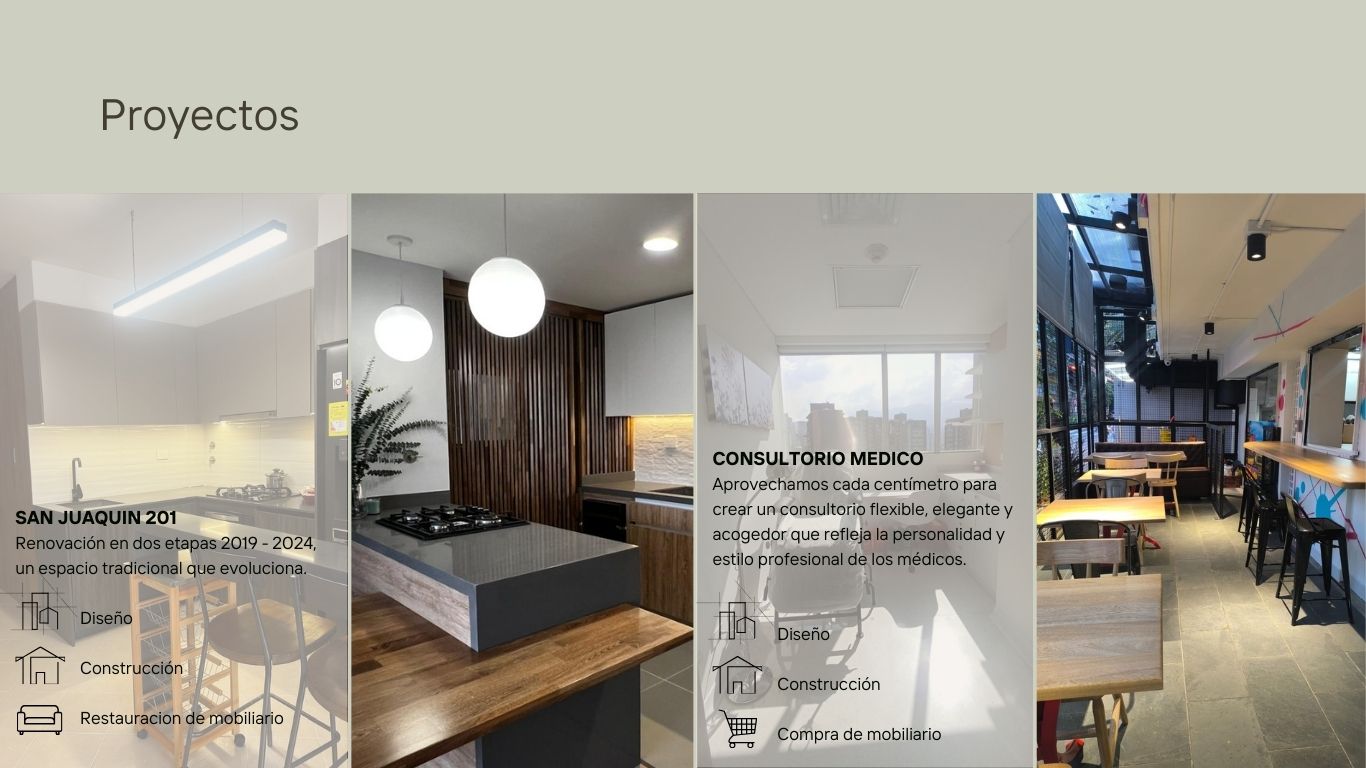 Proyectos
SAN JUAQUIN 201
Renovación en dos etapas 2019 - 2024,
un espacio tradicional que evoluciona.
Diseño
Construcción
Restauracion de mobiliario
CONSULTORIO MEDICO
Aprovechamos cada centímetro para
crear un consultorio flexible, elegante y
acogedor que refleja la personalidad y
estilo profesional de los médicos.
Diseño
Construcción
Compra de mobiliario